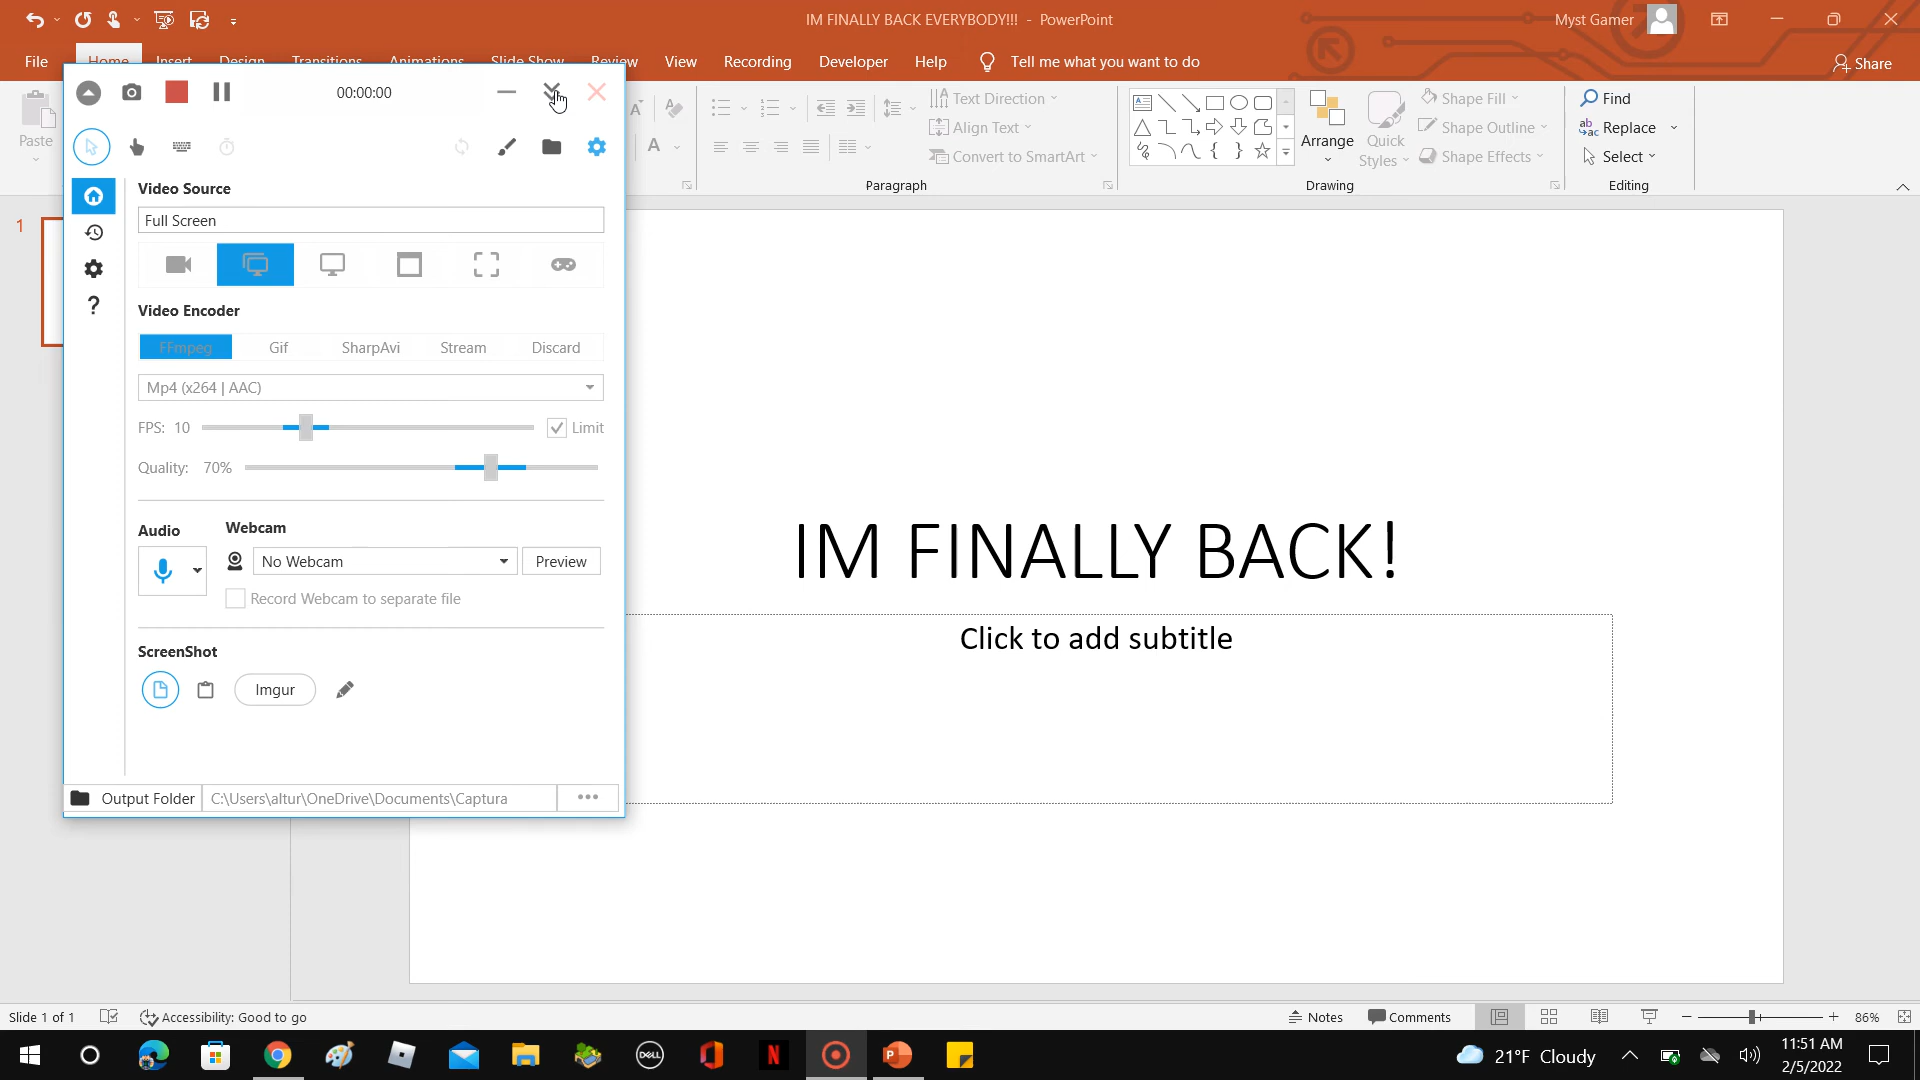 IM FINALLY BACK EVERYBODY!!! - PowerPoint
Myst Gamer
File Home Insert Design Transitions Animations Slide Show Review View Recording Developer Help Tell me what you want to do
Share
00:00:00
Paste
Text Direction
Align Text
Convert to SmartArt
Paragraph
Arrange
Quick Styles
Shape Fill
Shape Outline
Shape Effects
Drawing
Find
Replace
Select
Editing
Video Source
Full Screen
Video Encoder
FFmpeg Gif SharpAvi Stream Discard
Mp4 (x264 | AAC)
FPS: 10
Limit
Quality: 70%
Audio
Webcam
No Webcam
Preview
Record Webcam to separate file
ScreenShot
Imgur
Output Folder
C:\Users\altur\OneDrive\Documents\Captura
1
IM FINALLY BACK!
Click to add subtitle
Slide 1 of 1
Accessibility: Good to go
Notes
Comments
86%
DELL
N
P
21°F Cloudy
11:51 AM
2/5/2022